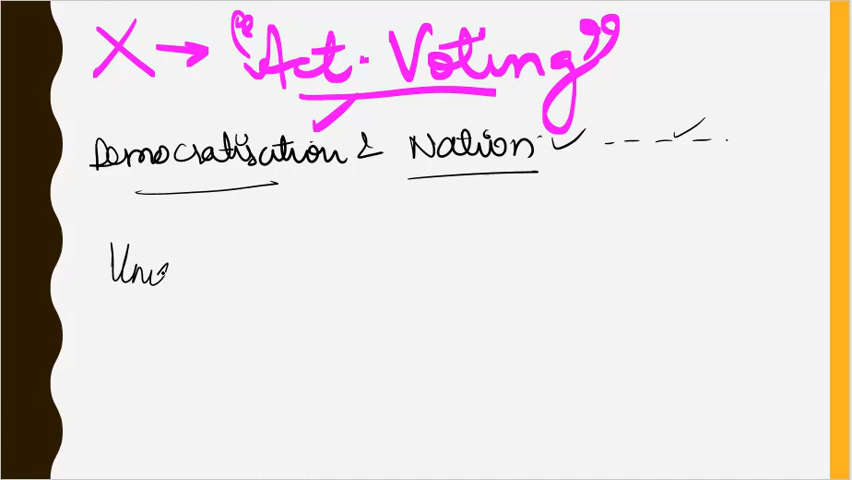 X → "Act. Voting"
Democratisation & Nation